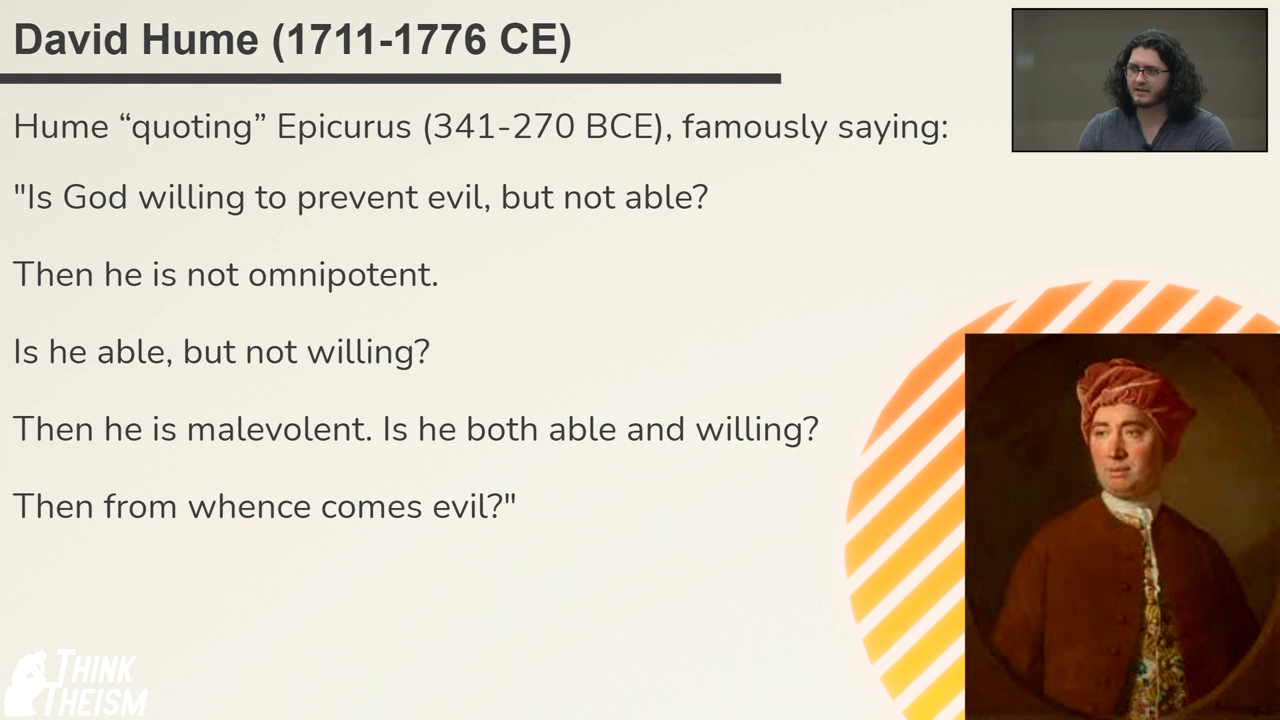 David Hume (1711-1776 CE)
Hume “quoting” Epicurus (341-270 BCE), famously saying:
"Is God willing to prevent evil, but not able?
Then he is not omnipotent.
Is he able, but not willing?
Then he is malevolent. Is he both able and willing?
Then from whence comes evil?"
THINK
THEISM